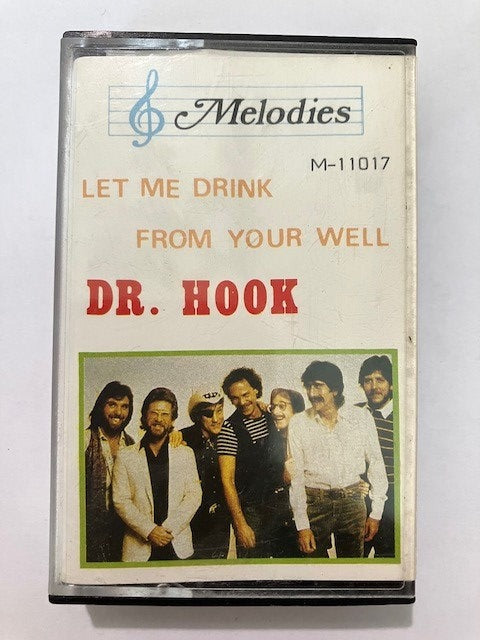 Melodies
M-11017
LET ME DRINK
FROM YOUR WELL
DR. HOOK